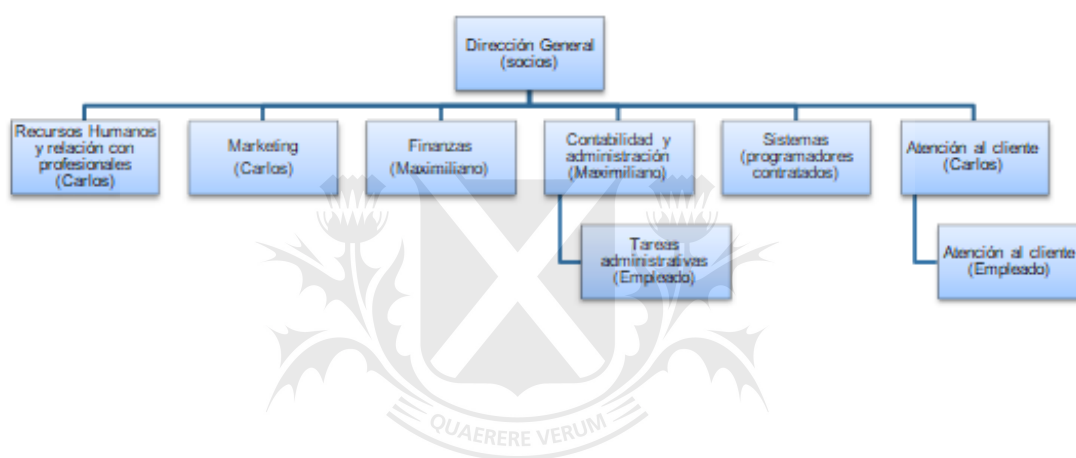 Dirección General
(socios)
Recursos Humanos
y relación con
profesionales
(Carlos)
Marketing
(Carlos)
Finanzas
(Maximiliano)
Contabilidad y
administración
(Maximiliano)
Sistemas
(programadores
contratados)
Atención al cliente
(Carlos)
Tareas
administrativas
(Empleado)
Atención al cliente
(Empleado)
QUAERERE VERUM